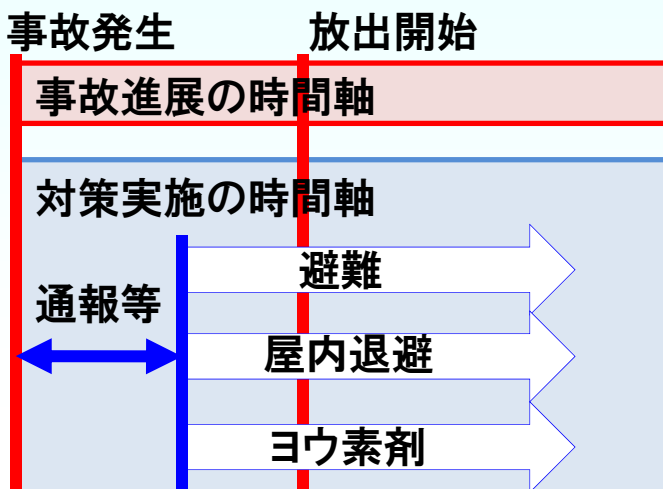 事故発生
放出開始
事故進展の時間軸
対策実施の時間軸
避難
通報等
屋内退避
ヨウ素剤